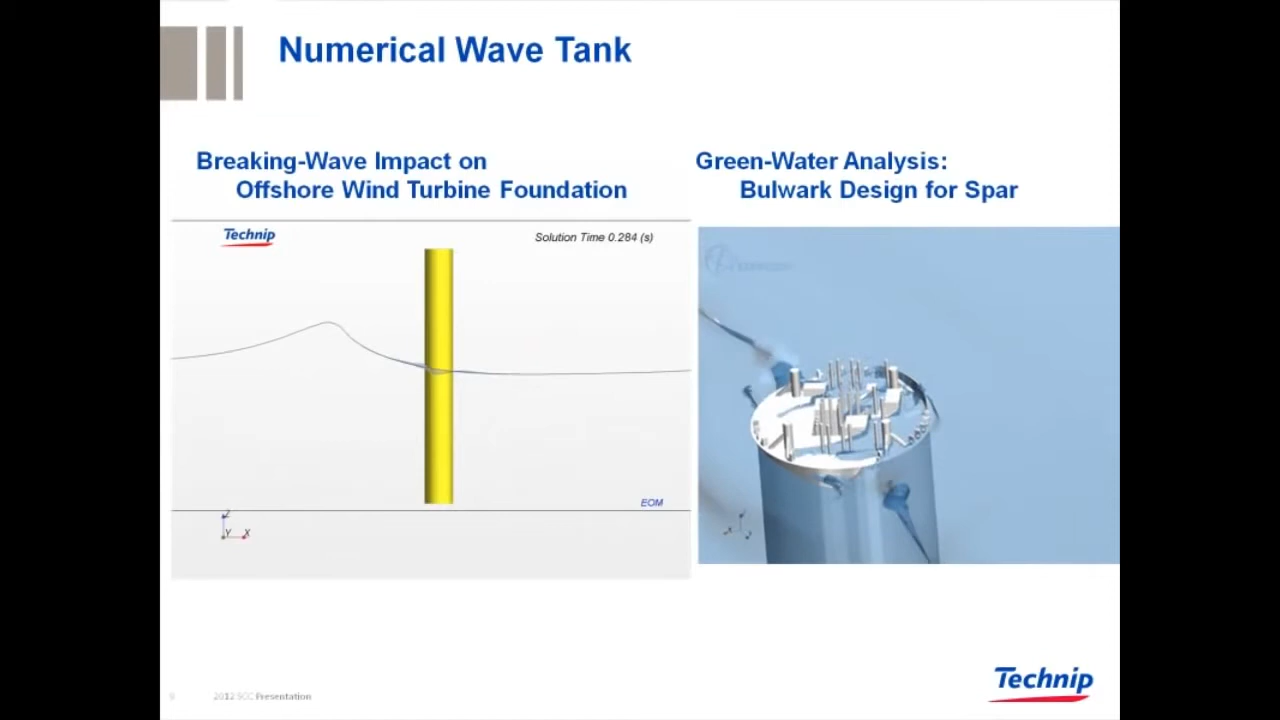 Numerical Wave Tank
Breaking-Wave Impact on
Offshore Wind Turbine Foundation
Green-Water Analysis:
Bulwark Design for Spar
Technip
Solution Time 0.284 (s)
EOM
Z
Y X
9 2012 SCC Presentation
Technip